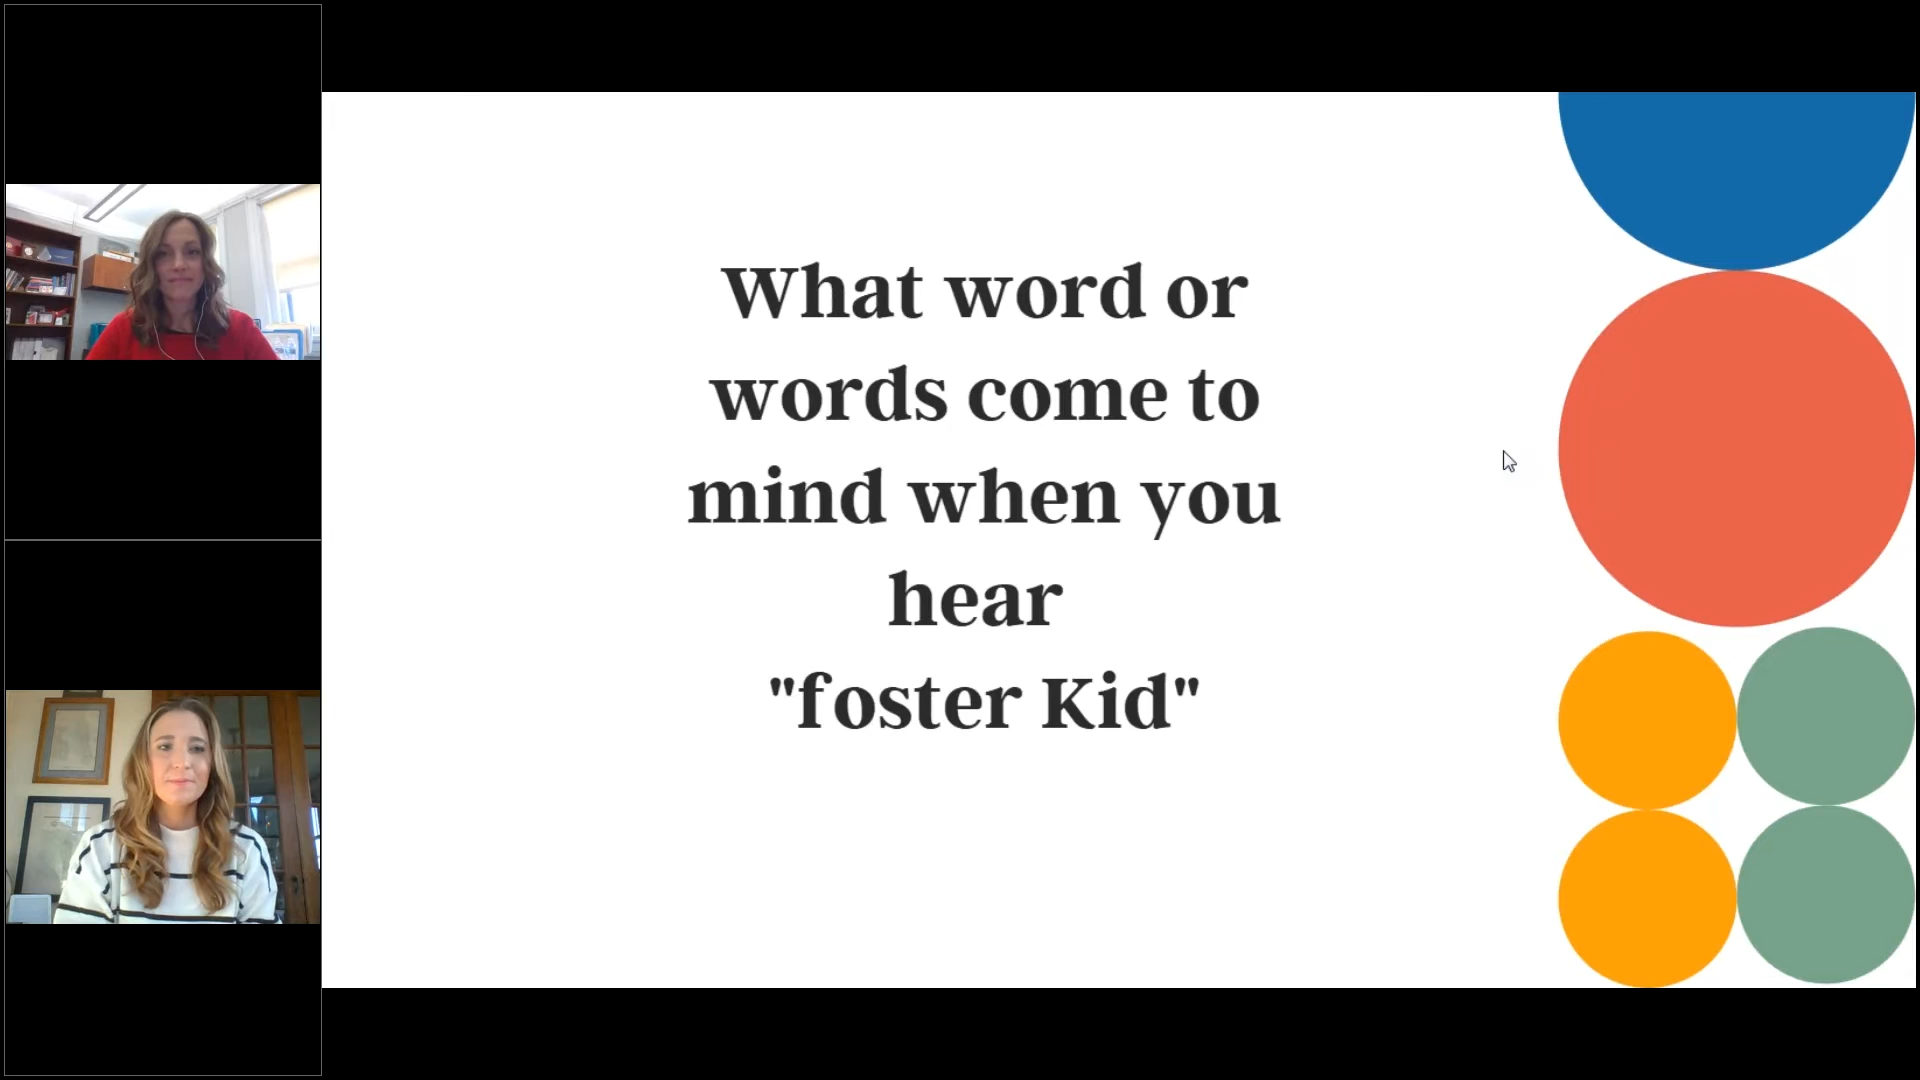 What word or
words come to
mind when you
hear
"foster Kid"